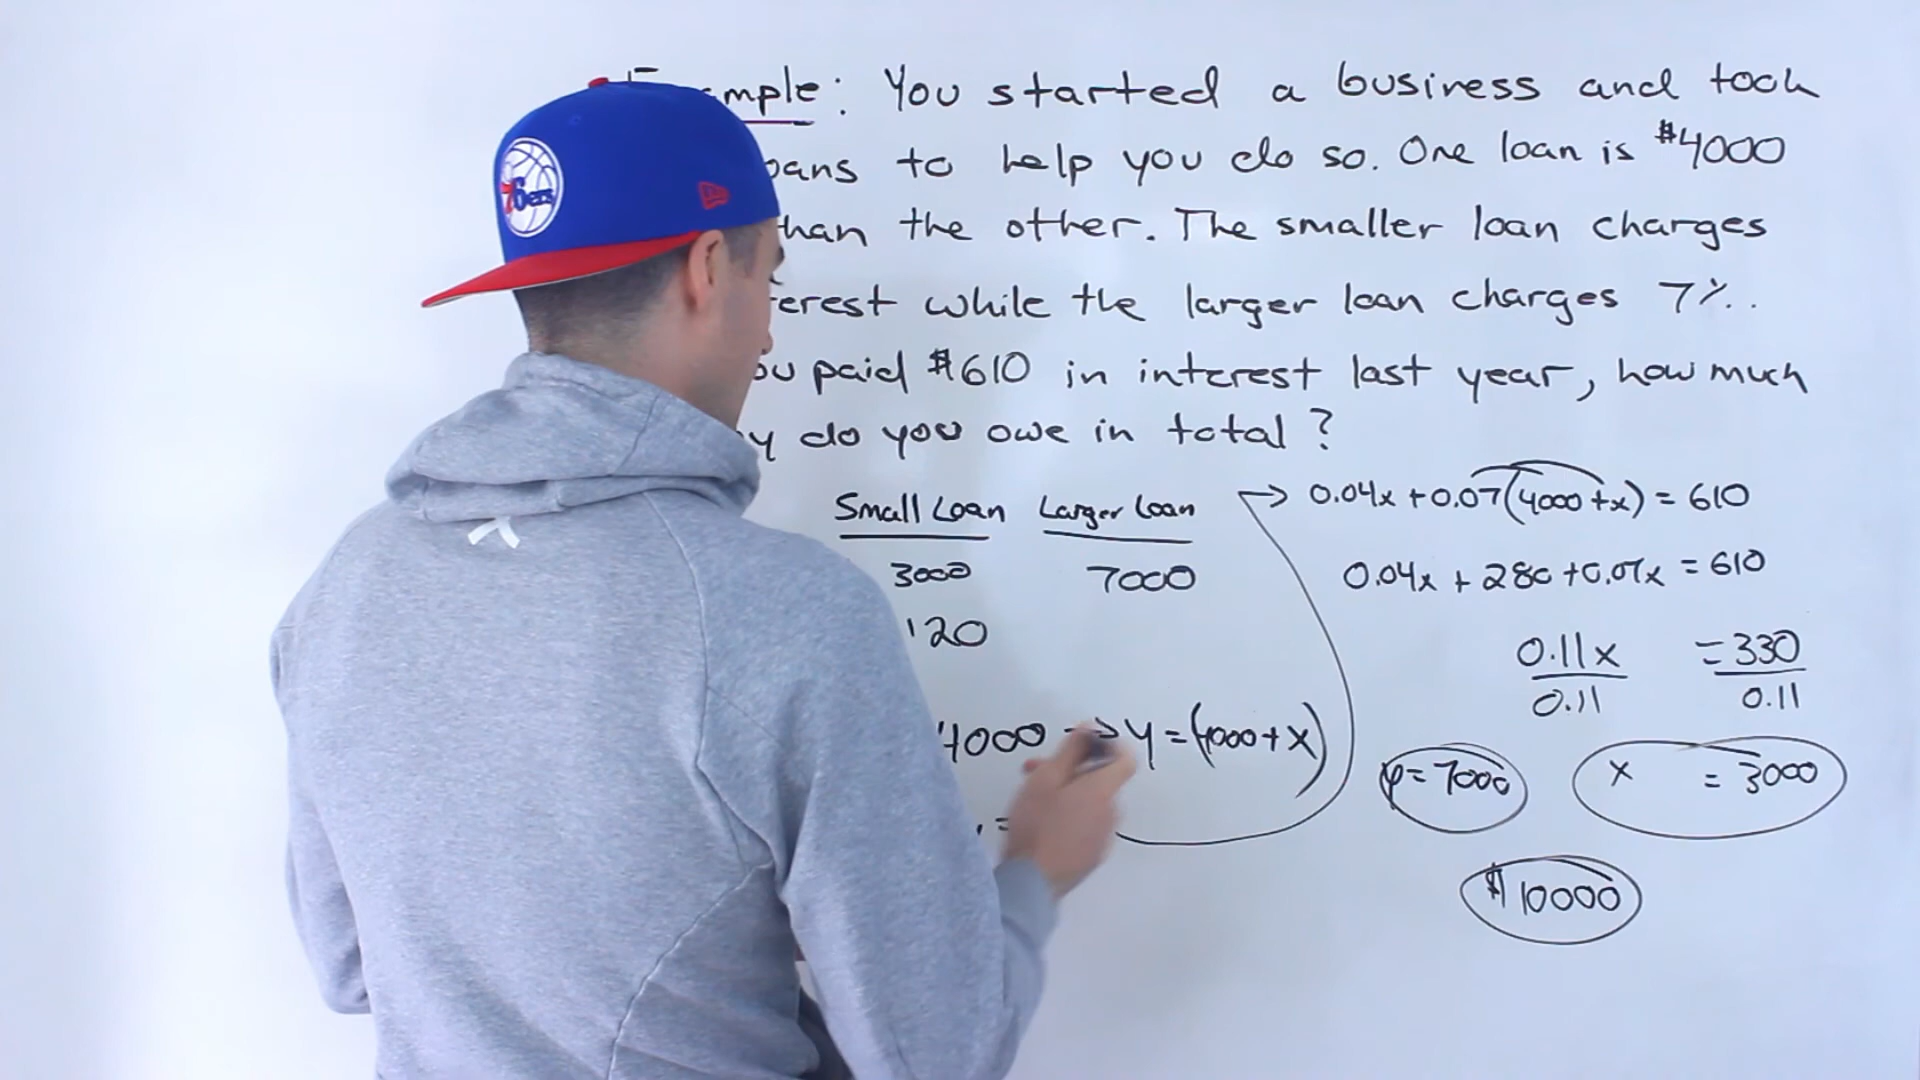 mple: You started a business and took
oans to help you do so. One loan is $4000
han the other. The smaller loan charges
erest while the larger loan charges 7%.
ou paid $610 in interest last year, how much
y do you owe in total?
Small Loan Larger Loan
3000 7000
120
4000 → y=(4000+x)
=
0.04x+0.07(4000+x)=610
0.04x+280+0.07x=610
0.11x =330
0.11 0.11
y=7000 x =3000
$10000
76ers